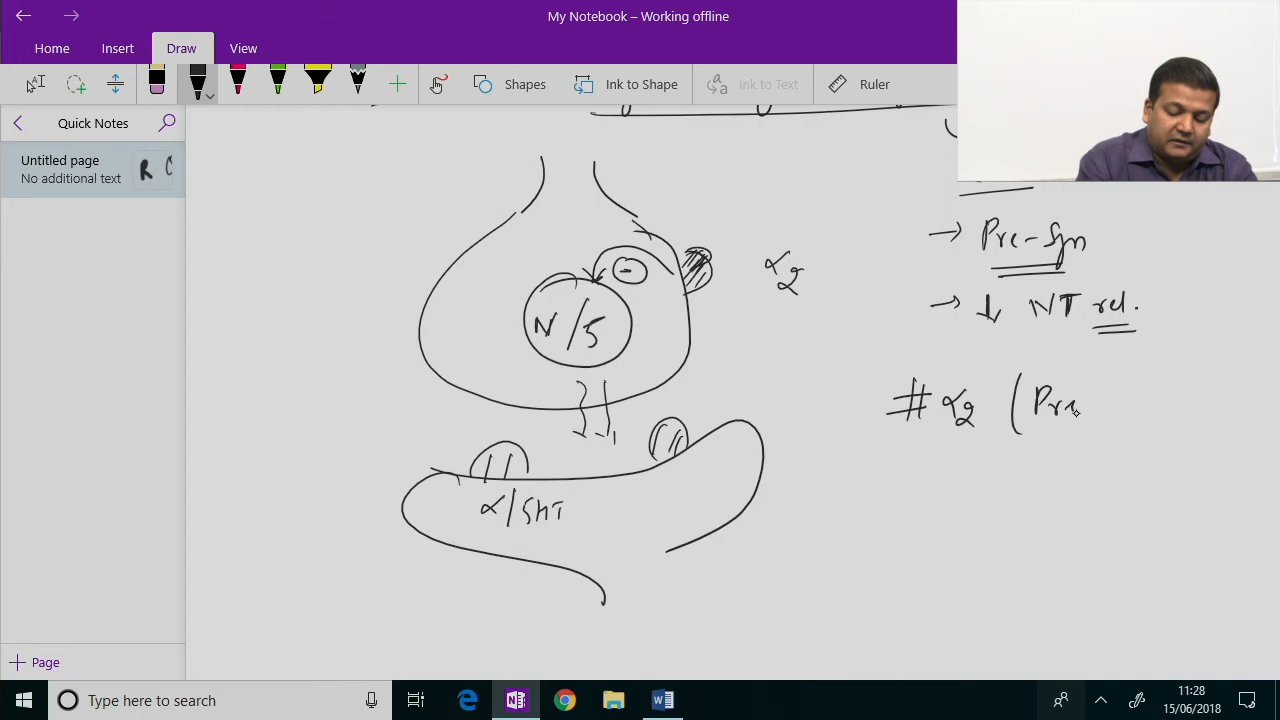 My Notebook – Working offline
Home Insert Draw View
Shapes Ink to Shape Ink to Text Ruler
Quick Notes
Untitled page
No additional text
R
→ Pre-Syn
α2
→ ↓ NT rel.
N/5
# α2 (Pre
α/5HT
+ Page
Type here to search
11:28
15/06/2018